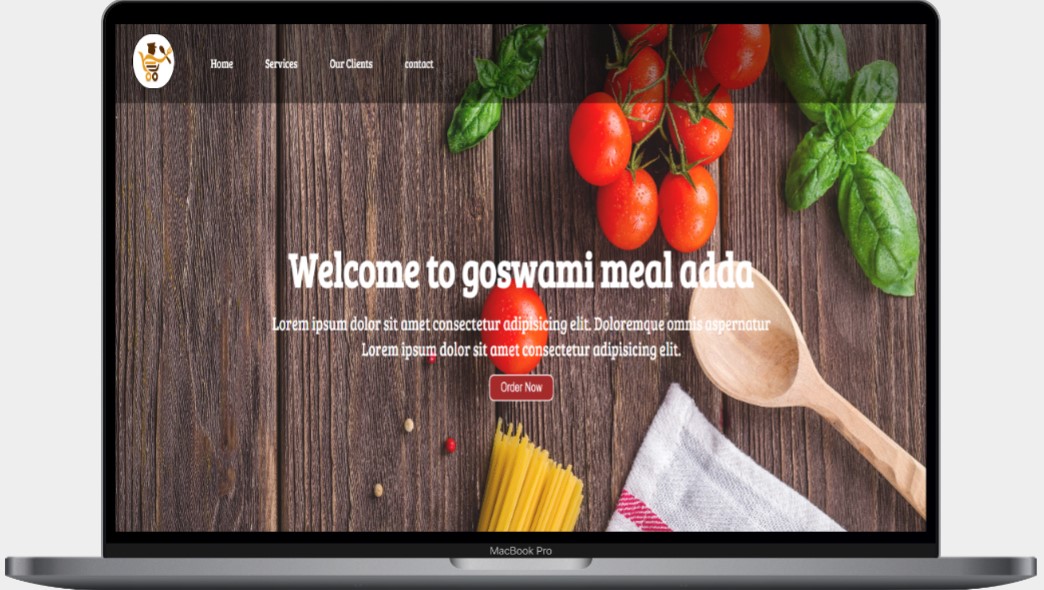 Home Services Our Clients contact
Welcome to goswami meal adda
Lorem ipsum dolor sit amet consectetur adipisicing elit. Doloremque omnis aspernatur
Lorem ipsum dolor sit amet consectetur adipisicing elit.
Order Now
MacBook Pro